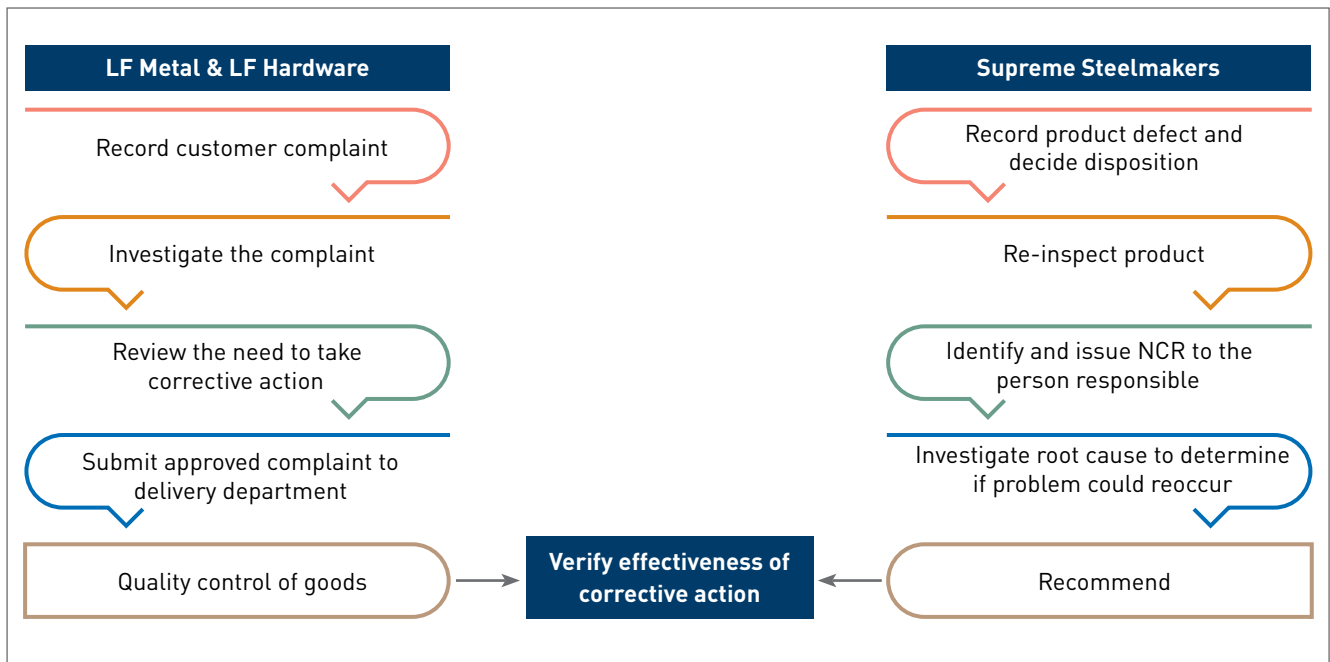 LF Metal & LF Hardware
Record customer complaint
Investigate the complaint
Review the need to take
corrective action
Submit approved complaint to
delivery department
Quality control of goods
Supreme Steelmakers
Record product defect and
decide disposition
Re-inspect product
Identify and issue NCR to the
person responsible
Investigate root cause to determine
if problem could reoccur
Recommend
Verify effectiveness of
corrective action